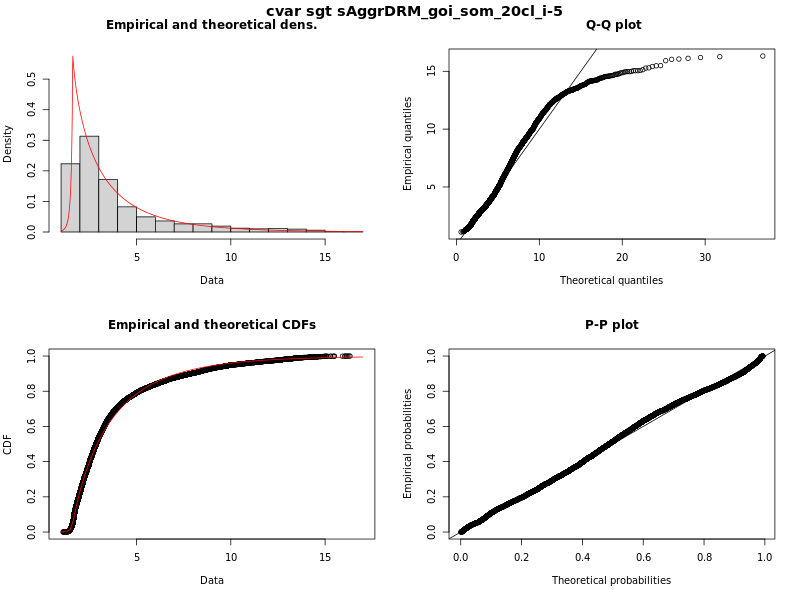 cvar sgt sAggrDRM_goi_som_20cl_i-5
Empirical and theoretical dens.
Density
0.0 0.1 0.2 0.3 0.4 0.5
5 10 15
Data
Q-Q plot
Empirical quantiles
5 10 15
0 10 20 30
Theoretical quantiles
Empirical and theoretical CDFs
CDF
0.0 0.2 0.4 0.6 0.8 1.0
5 10 15
Data
P-P plot
Empirical probabilities
0.0 0.2 0.4 0.6 0.8 1.0
0.0 0.2 0.4 0.6 0.8 1.0
Theoretical probabilities